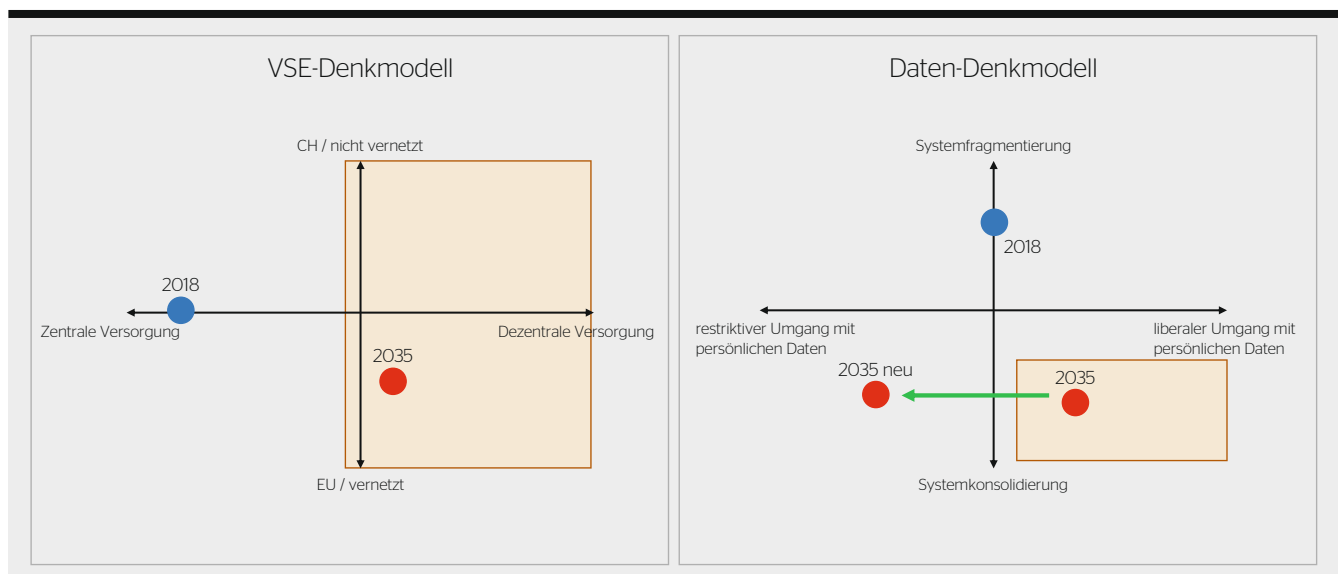 VSE-Denkmodell
CH / nicht vernetzt
2018
Zentrale Versorgung
Dezentrale Versorgung
2035
EU / vernetzt
Daten-Denkmodell
Systemfragmentierung
2018
restriktiver Umgang mit
persönlichen Daten
liberaler Umgang mit
persönlichen Daten
2035 neu
2035
Systemkonsolidierung